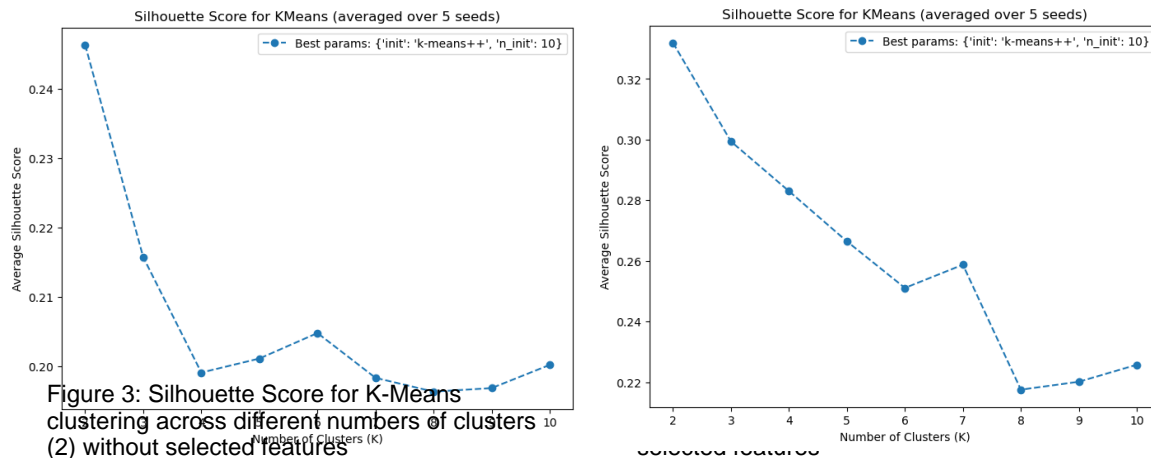 Silhouette Score for KMeans (averaged over 5 seeds)
Best params: {'init': 'k-means++', 'n_init': 10}
0.24
0.23
0.22
0.21
0.20
Average Silhouette Score
10
Number of Clusters (K)
Figure 3: Silhouette Score for K-Means
clustering across different numbers of clusters
(2) without selected features
Silhouette Score for KMeans (averaged over 5 seeds)
Best params: {'init': 'k-means++', 'n_init': 10}
0.32
0.30
0.28
0.26
0.24
0.22
Average Silhouette Score
2 3 4 5 6 7 8 9 10
Number of Clusters (K)
selected features